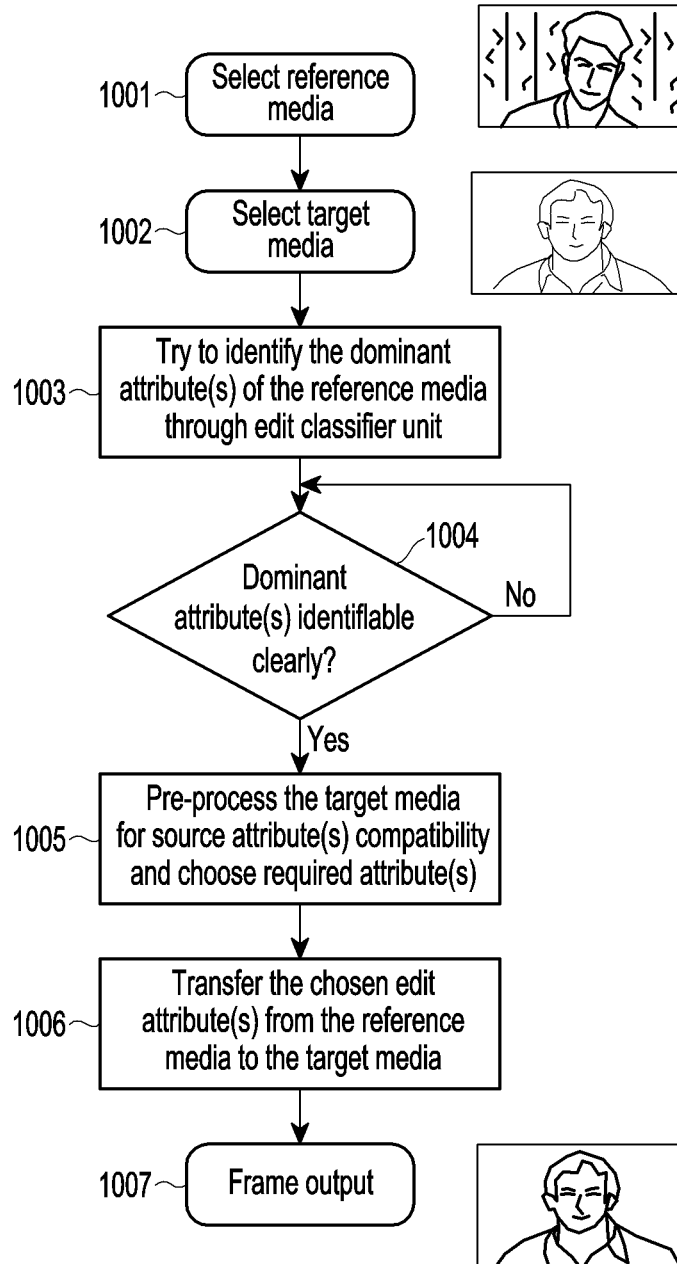 1001
Select reference
media
1002
Select target
media
1003
Try to identify the dominant
attribute(s) of the reference media
through edit classifier unit
1004
Dominant
attribute(s) identiflable
clearly?
No
Yes
1005
Pre-process the target media
for source attribute(s) compatibility
and choose required attribute(s)
1006
Transfer the chosen edit
attribute(s) from the reference
media to the target media
1007
Frame output